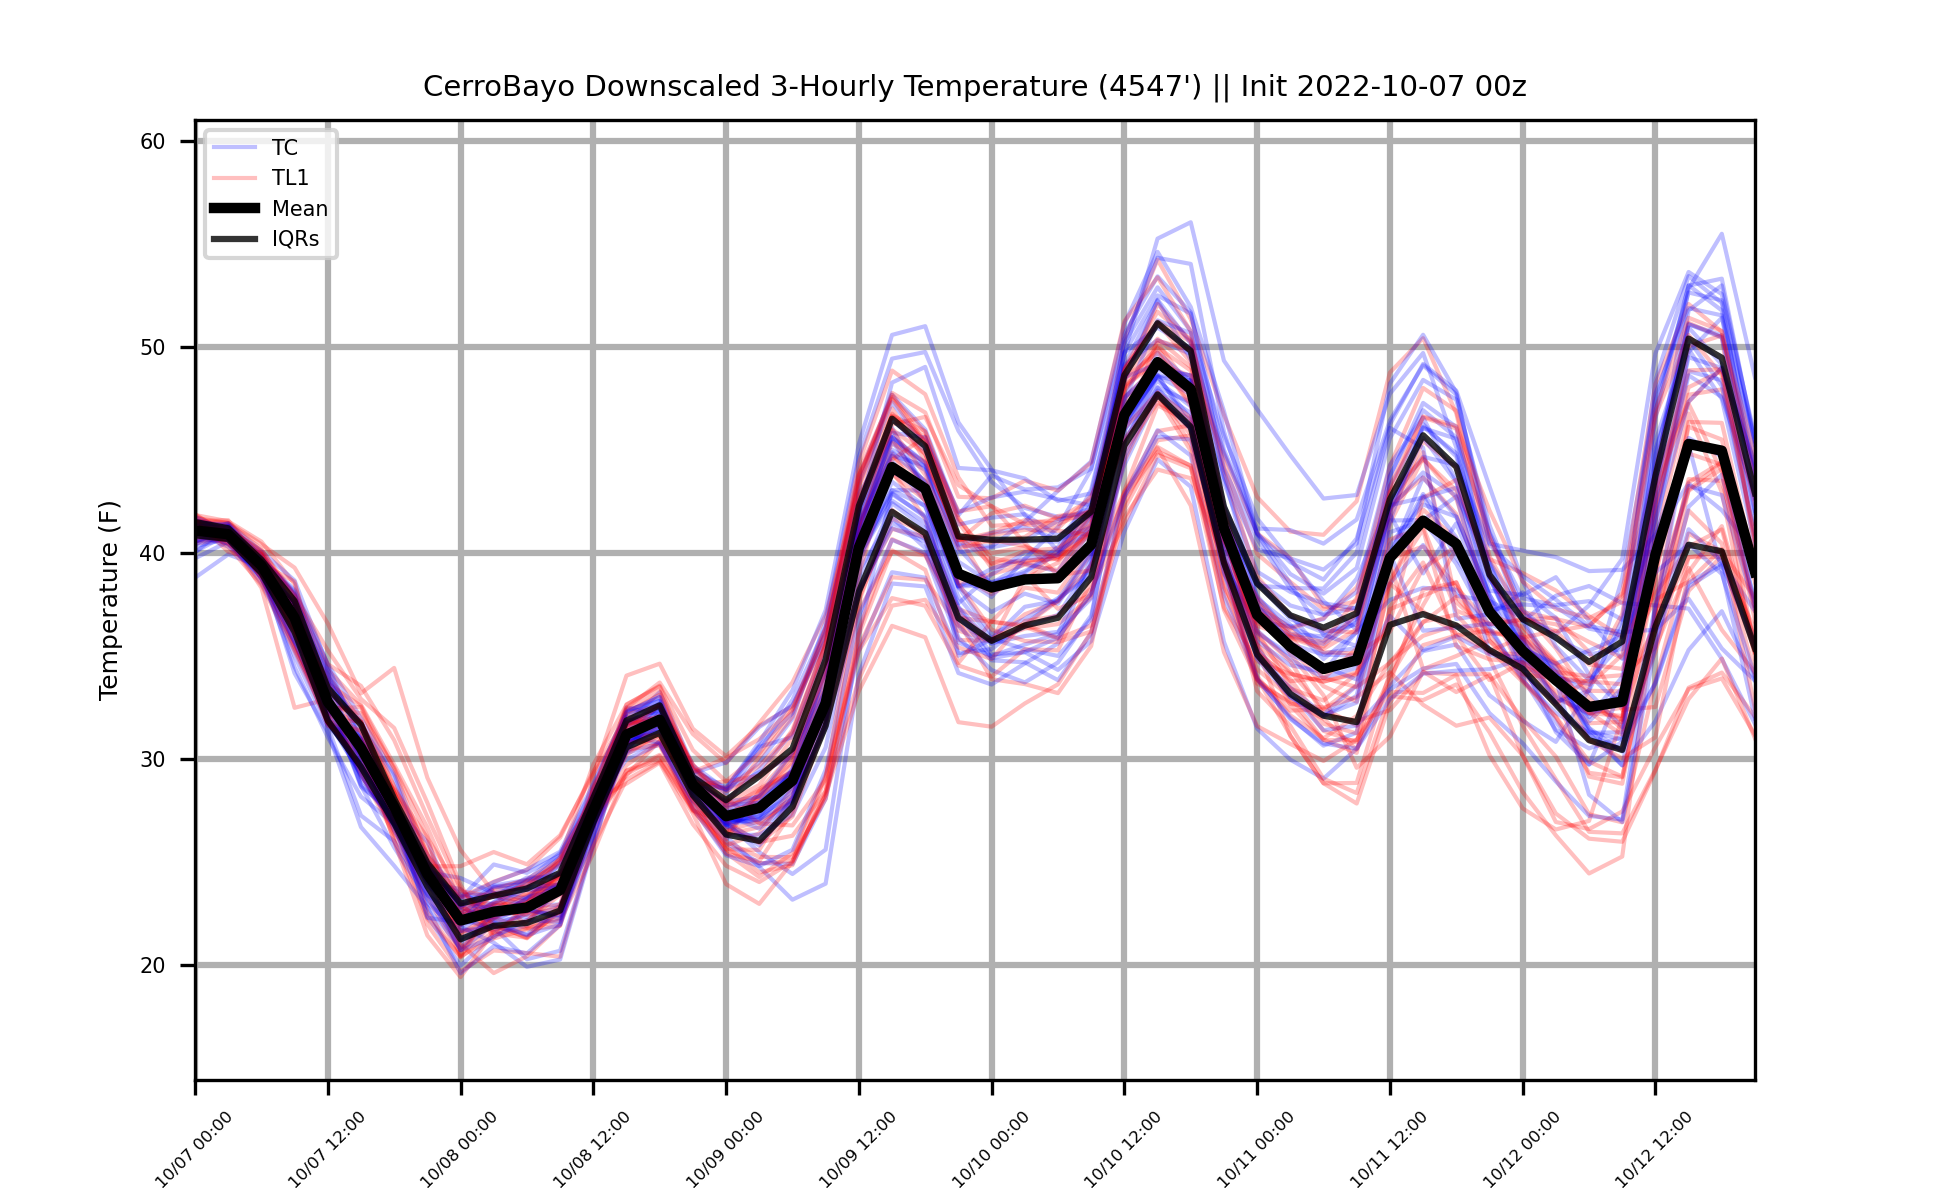 CerroBayo Downscaled 3-Hourly Temperature (4547') || Init 2022-10-07 00z
TC
TL1
Mean
IQRs
Temperature (F)
60
50
40
30
20
10/07 00:00
10/07 12:00
10/08 00:00
10/08 12:00
10/09 00:00
10/09 12:00
10/10 00:00
10/10 12:00
10/11 00:00
10/11 12:00
10/12 00:00
10/12 12:00